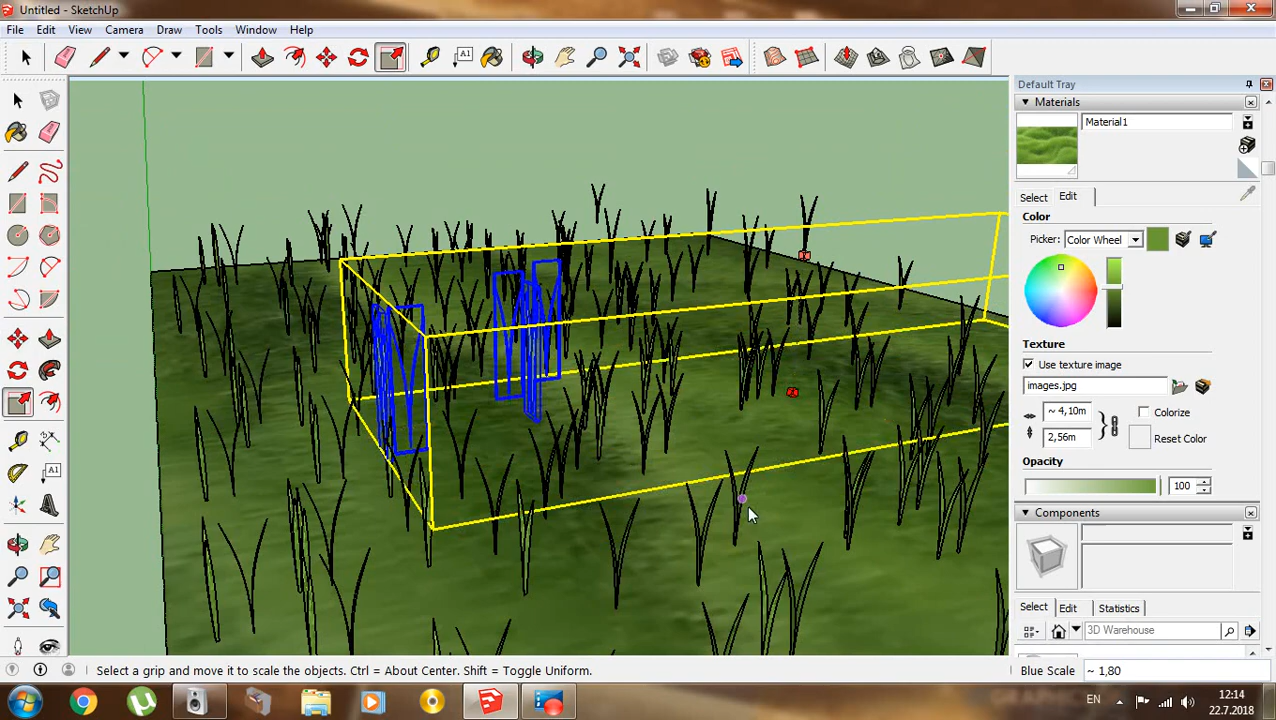 Untitled - SketchUp
File Edit View Camera Draw Tools Window Help
A1
Default Tray
Materials
Material1
Select Edit
Color
Picker: Color Wheel
Texture
Use texture image
images.jpg
~ 4,10m
2,56m
Colorize
Reset Color
Opacity
100
Components
A1
Select Edit Statistics
3D Warehouse
Select a grip and move it to scale the objects. Ctrl = About Center. Shift = Toggle Uniform.
Blue Scale ~ 1,80
EN
12:14
22.7.2018